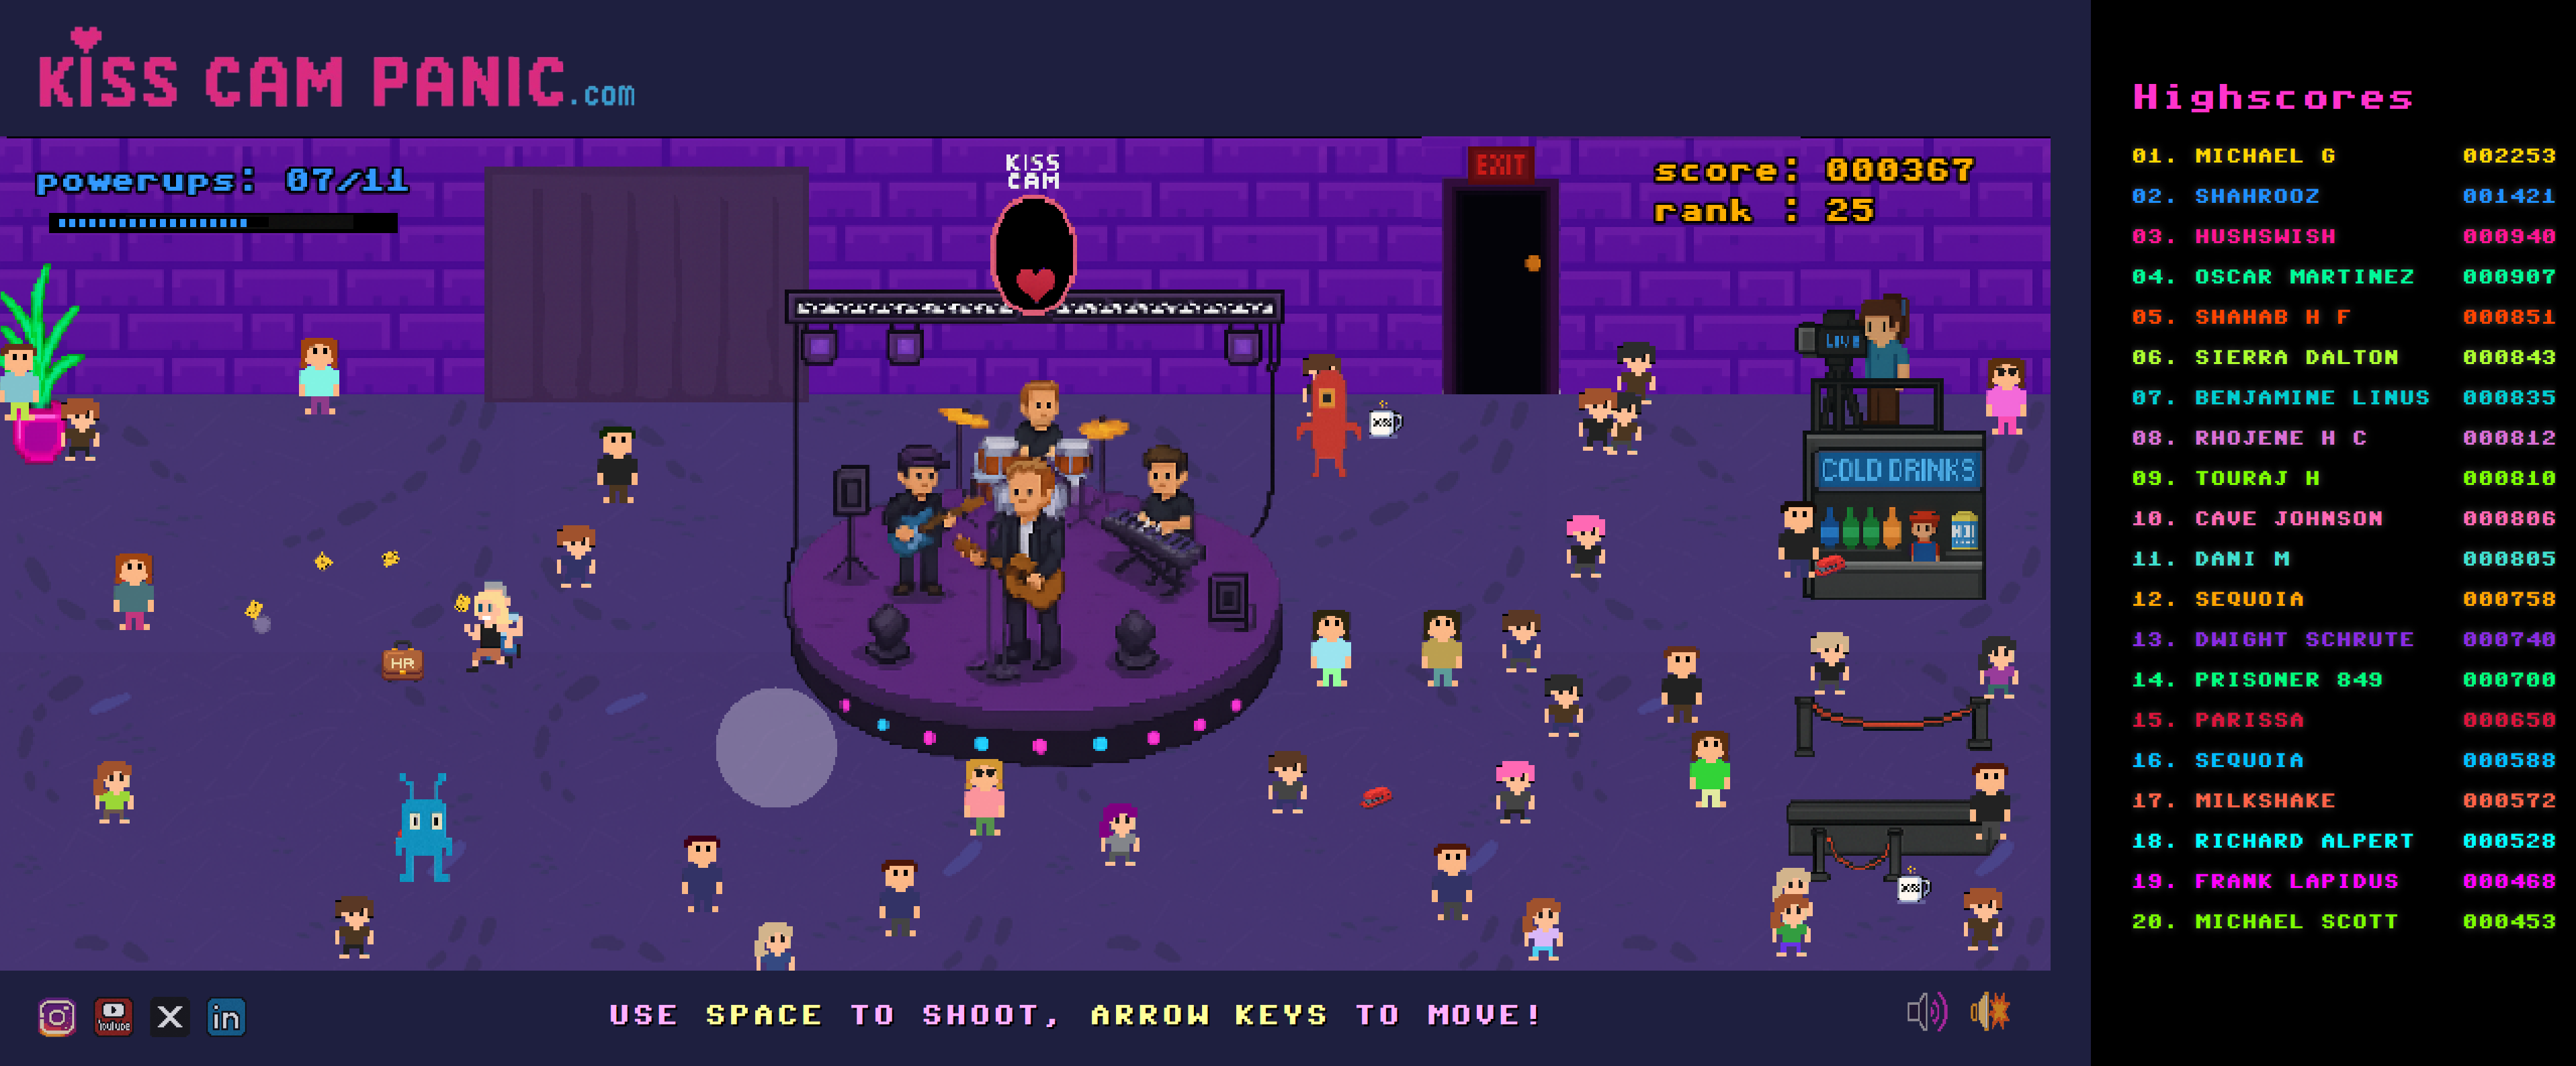 KISS CAM PANIC.com
powerups: 07/11
KISS
CAM
EXIT
score: 000367
rank : 25
LIVE
COLD DRINKS
HR
USE SPACE TO SHOOT, ARROW KEYS TO MOVE!
YouTube
X
in
Highscores
01. MICHAEL G 002253
02. SHAHROOZ 001421
03. HUSHSWISH 000940
04. OSCAR MARTINEZ 000907
05. SHAHAB H F 000851
06. SIERRA DALTON 000843
07. BENJAMINE LINUS 000835
08. RHOJENE H C 000812
09. TOURAJ H 000810
10. CAVE JOHNSON 000806
11. DANI M 000805
12. SEQUOIA 000758
13. DWIGHT SCHRUTE 000740
14. PRISONER 849 000700
15. PARISSA 000650
16. SEQUOIA 000588
17. MILKSHAKE 000572
18. RICHARD ALPERT 000528
19. FRANK LAPIDUS 000468
20. MICHAEL SCOTT 000453